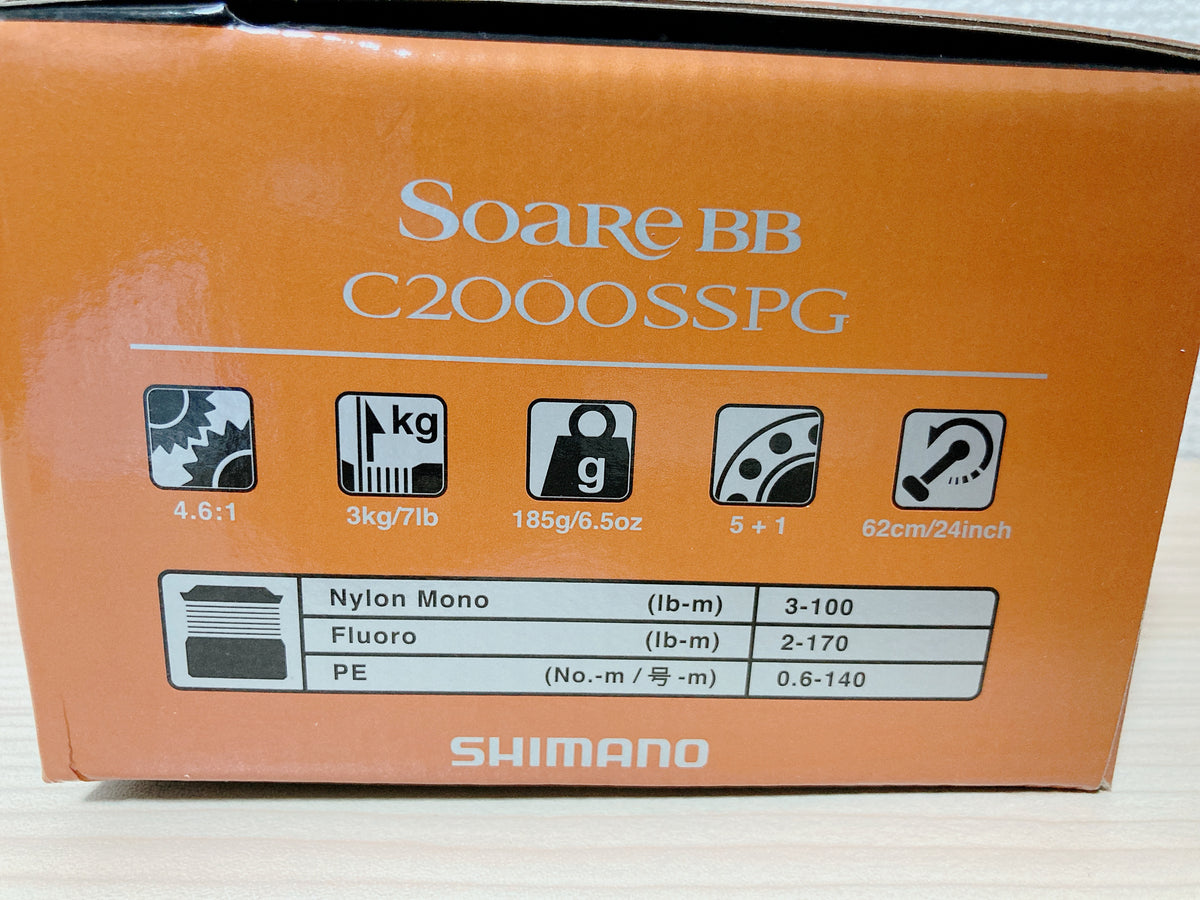 Soare BB
C2000SSPG
kg
g
4.6:1 3kg/7lb 185g/6.5oz 5 + 1 62cm/24inch
Nylon Mono (lb-m) 3-100
Fluoro (lb-m) 2-170
PE (No.-m / 号 -m) 0.6-140
SHIMANO